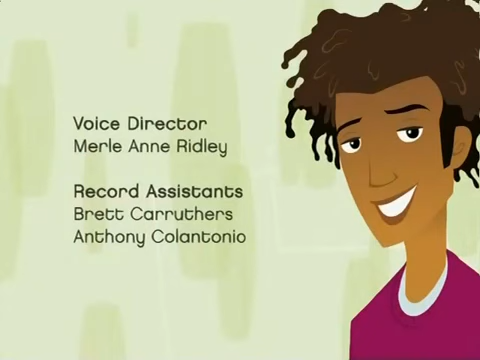 Voice Director
Merle Anne Ridley
Record Assistants
Brett Carruthers
Anthony Colantonio